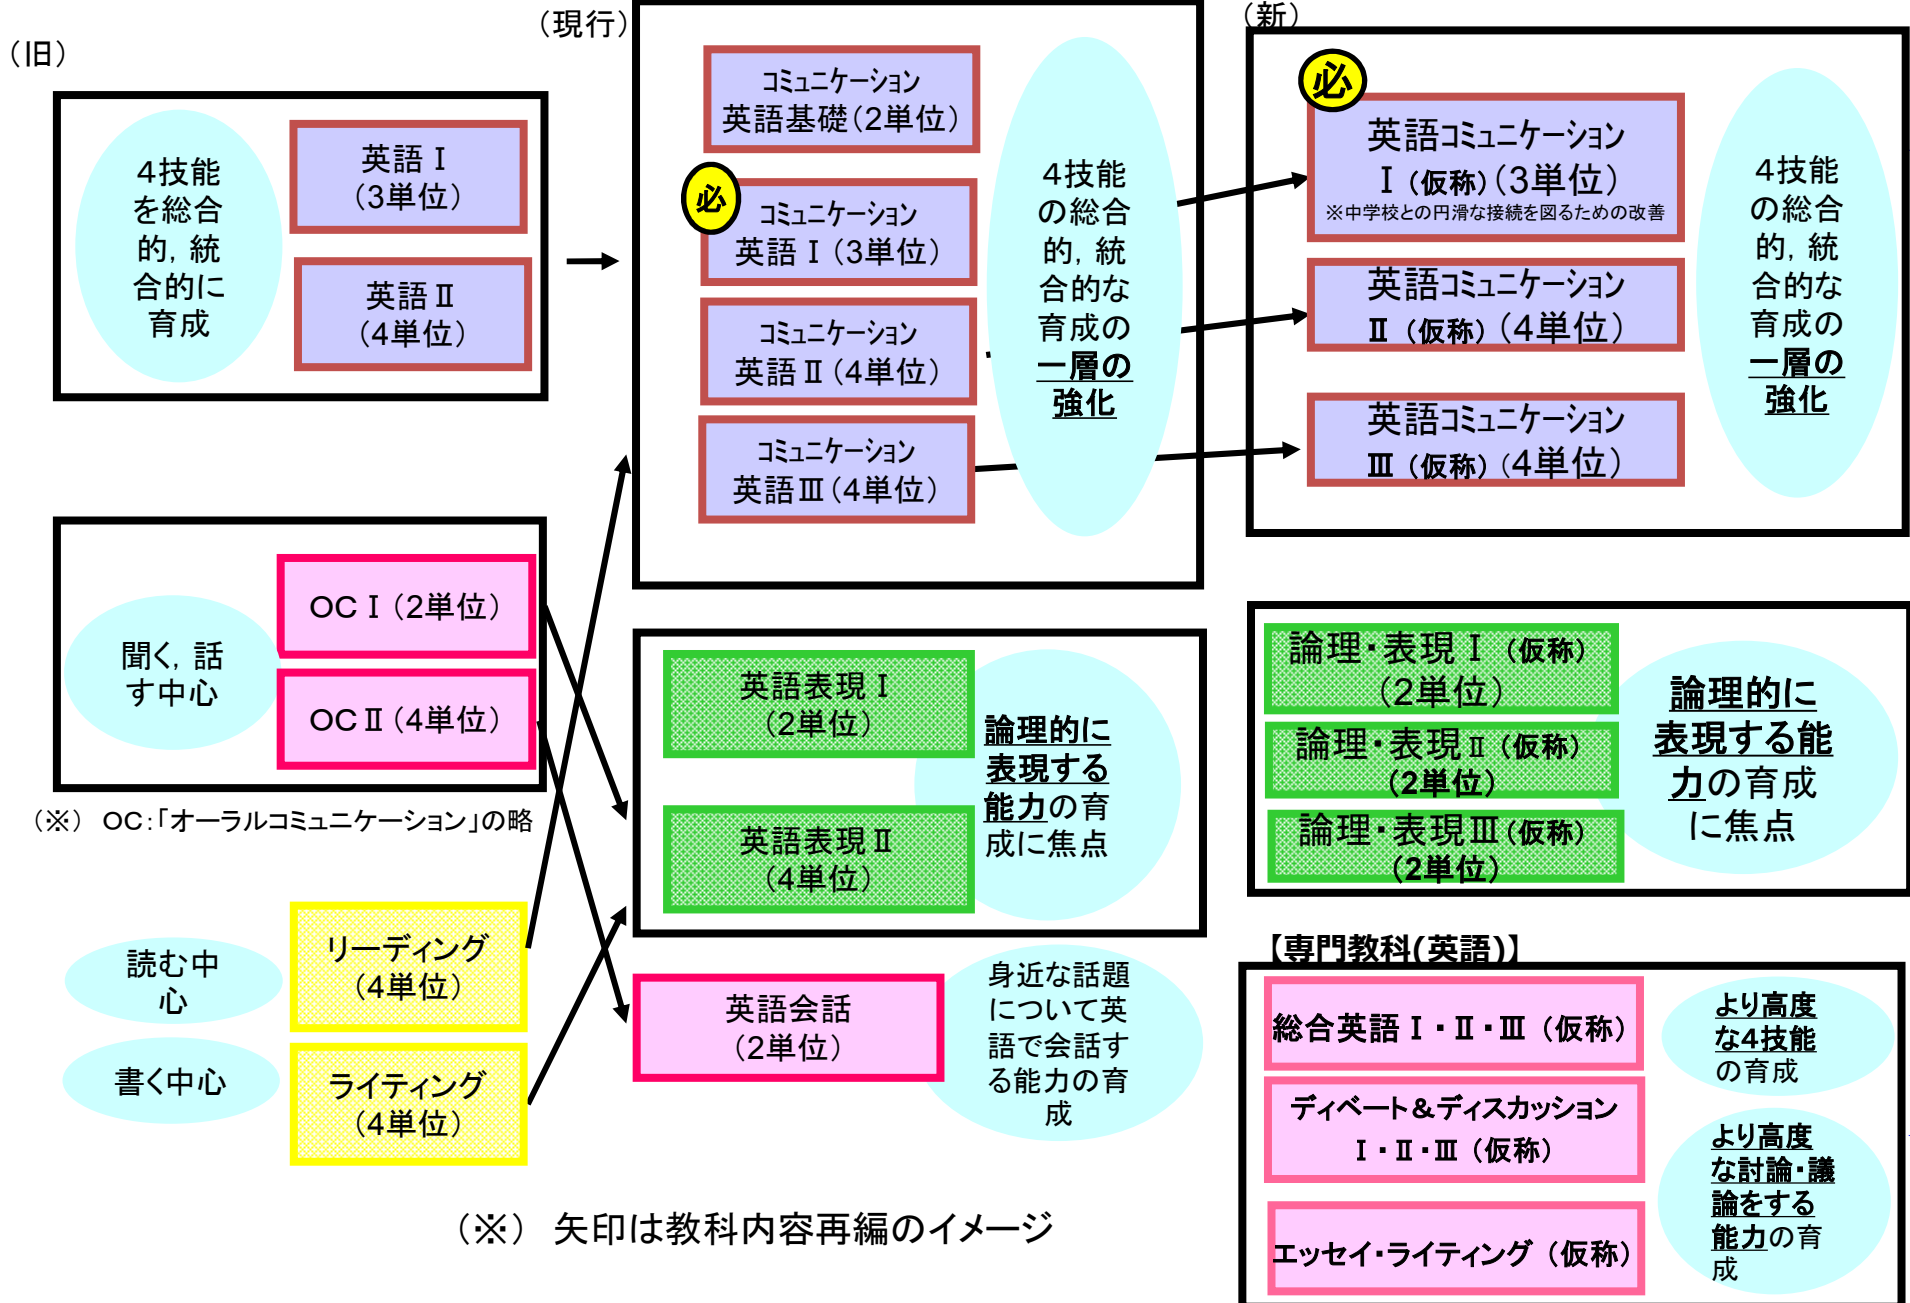 （旧）
４技能
を総合
的，統
合的に
育成
英語Ⅰ
（3単位）
英語Ⅱ
（4単位）
聞く，話
す中心
OCⅠ（2単位）
OCⅡ（4単位）
（※） OC：「オーラルコミュニケーション」の略
読む中
心
リーディング
（4単位）
書く中心
ライティング
（4単位）
（現行）
コミュニケーション
英語基礎（2単位）
必
コミュニケーション
英語Ⅰ（3単位）
コミュニケーション
英語Ⅱ（4単位）
コミュニケーション
英語Ⅲ（4単位）
４技能
の総合
的，統
合的な
育成の
一層の
強化
英語表現Ⅰ
（2単位）
英語表現Ⅱ
（4単位）
論理的に
表現する
能力の育
成に焦点
英語会話
（2単位）
身近な話題
について英
語で会話す
る能力の育
成
（新）
必
英語コミュニケーション
Ⅰ（仮称）（3単位）
※中学校との円滑な接続を図るための改善
英語コミュニケーション
Ⅱ（仮称）（4単位）
英語コミュニケーション
Ⅲ（仮称）（4単位）
４技能
の総合
的，統
合的な
育成の
一層の
強化
論理・表現Ⅰ（仮称）
（2単位）
論理・表現Ⅱ（仮称）
（2単位）
論理・表現Ⅲ（仮称）
（2単位）
論理的に
表現する能
力の育成
に焦点
【専門教科(英語)】
総合英語Ⅰ・Ⅱ・Ⅲ（仮称）
より高度
な4技能
の育成
ディベート＆ディスカッション
Ⅰ・Ⅱ・Ⅲ（仮称）
エッセイ・ライティング（仮称）
より高度
な討論・議
論をする
能力の育
成
（※） 矢印は教科内容再編のイメージ